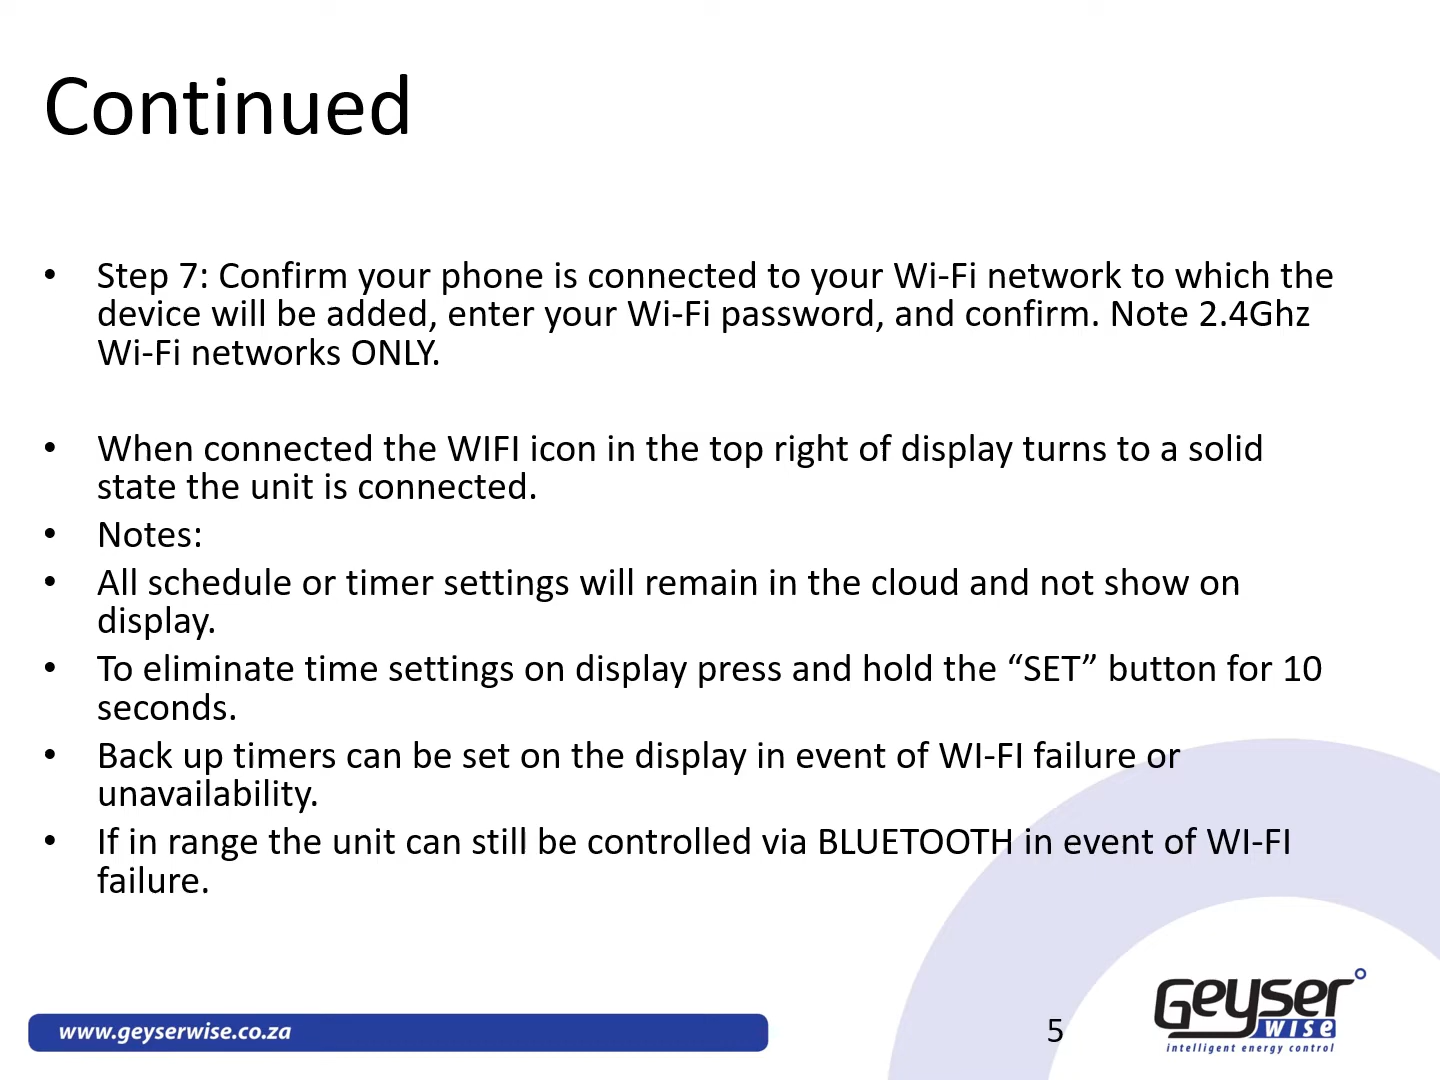 Continued
• Step 7: Confirm your phone is connected to your Wi-Fi network to which the
device will be added, enter your Wi-Fi password, and confirm. Note 2.4Ghz
Wi-Fi networks ONLY.
• When connected the WIFI icon in the top right of display turns to a solid
state the unit is connected.
• Notes:
• All schedule or timer settings will remain in the cloud and not show on
display.
• To eliminate time settings on display press and hold the “SET” button for 10
seconds.
• Back up timers can be set on the display in event of WI-FI failure or
unavailability.
• If in range the unit can still be controlled via BLUETOOTH in event of WI-FI
failure.
www.geyserwise.co.za
5
Geyser
wise
intelligent energy control